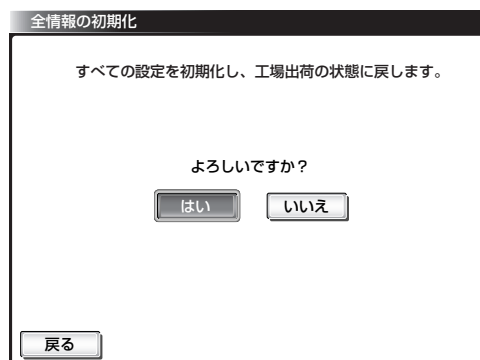 全情報の初期化
すべての設定を初期化し、工場出荷の状態に戻します。
よろしいですか？
はい
いいえ
戻る